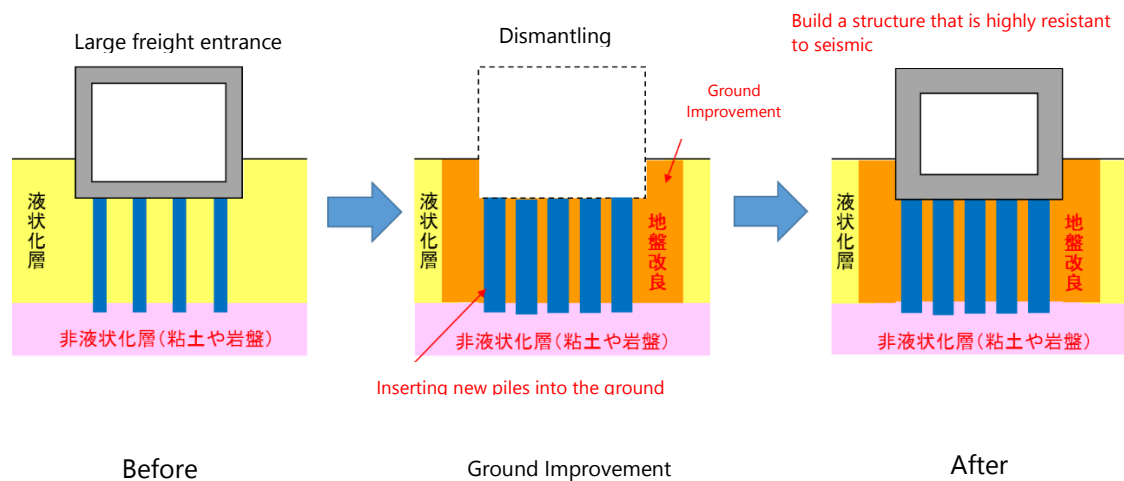 Large freight entrance
液状化層
非液状化層(粘土や岩盤)
Before
Dismantling
Ground
Improvement
液状化層
地盤改良
非液状化層(粘土や岩盤)
Inserting new piles into the ground
Ground Improvement
Build a structure that is highly resistant
to seismic
液状化層
地盤改良
非液状化層(粘土や岩盤)
After